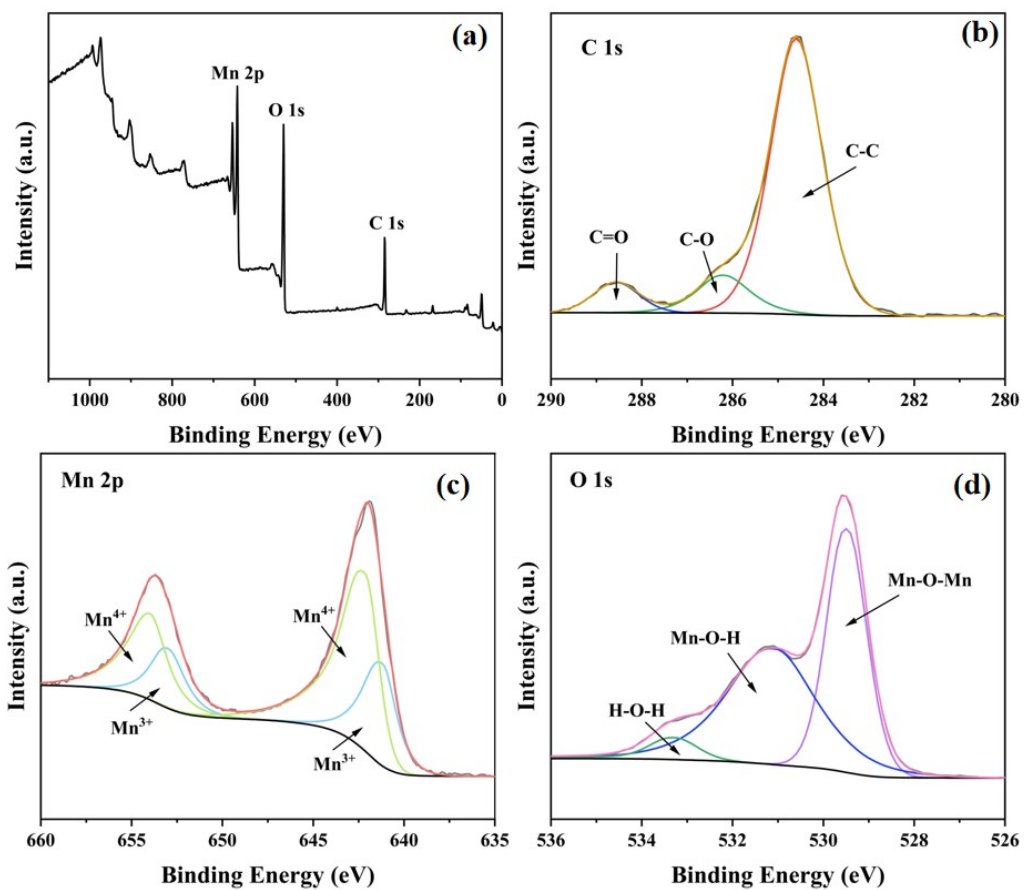 (a)
Mn 2p
O 1s
C 1s
Intensity (a.u.)
1000 800 600 400 200 0
Binding Energy (eV)
C 1s
(b)
C-C
C=O
C-O
Intensity (a.u.)
290 288 286 284 282 280
Binding Energy (eV)
Mn 2p
(c)
Mn⁴⁺
Mn⁴⁺
Mn³⁺
Mn³⁺
Intensity (a.u.)
660 655 650 645 640 635
Binding Energy (eV)
O 1s
(d)
Mn-O-Mn
Mn-O-H
H-O-H
Intensity (a.u.)
536 534 532 530 528 526
Binding Energy (eV)